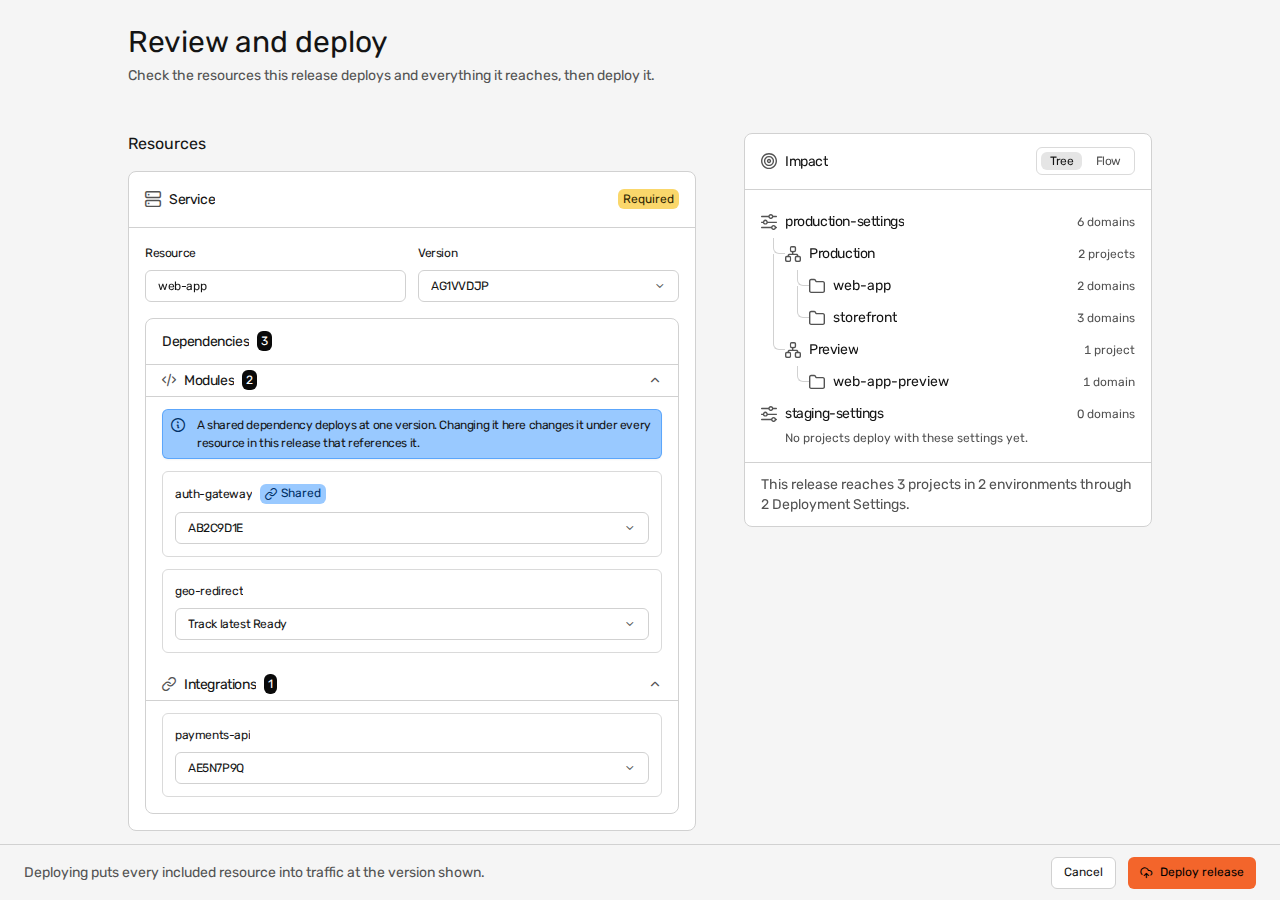 Review and deploy
Check the resources this release deploys and everything it reaches, then deploy it.
Resources
Service
Required
Resource
Version
web-app
AG1VVDJP
Dependencies 3
Modules 2
A shared dependency deploys at one version. Changing it here changes it under every
resource in this release that references it.
auth-gateway
Shared
AB2C9D1E
geo-redirect
Track latest Ready
Integrations 1
payments-api
AE5N7P9Q
Impact
Tree
Flow
production-settings
6 domains
Production
2 projects
web-app
2 domains
storefront
3 domains
Preview
1 project
web-app-preview
1 domain
staging-settings
0 domains
No projects deploy with these settings yet.
This release reaches 3 projects in 2 environments through
2 Deployment Settings.
Deploying puts every included resource into traffic at the version shown.
Cancel
Deploy release